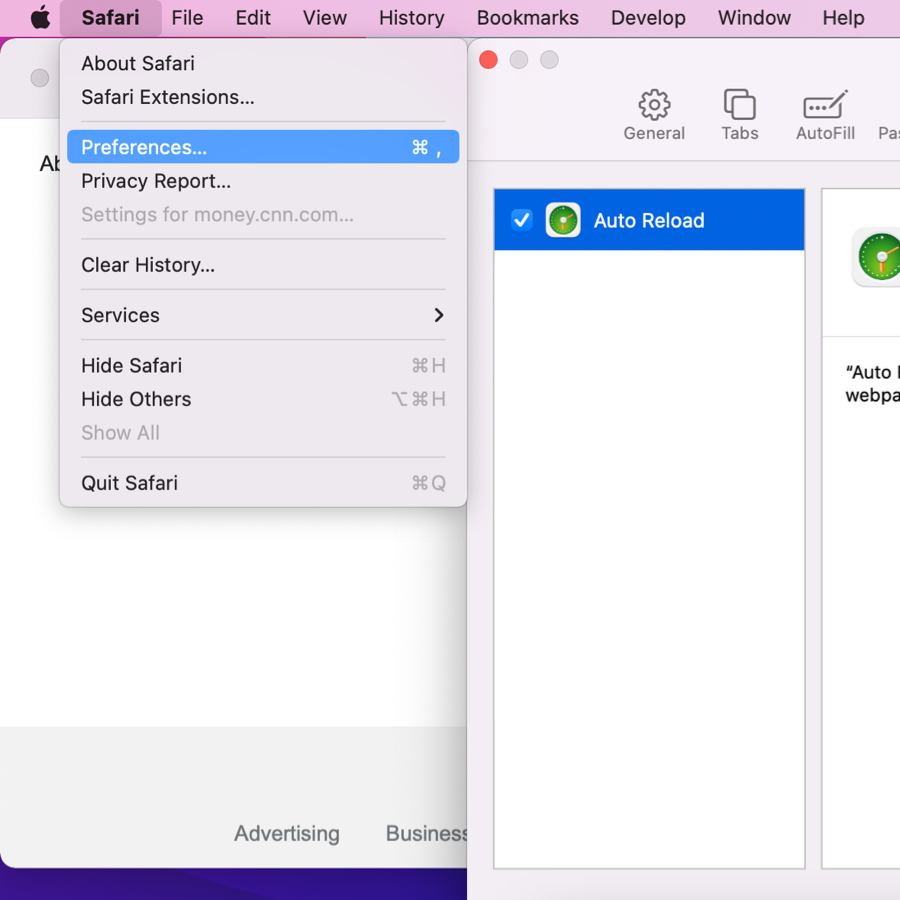 Safari File Edit View History Bookmarks Develop Window Help
About Safari
Safari Extensions...
Preferences... ⌘ ,
Privacy Report...
Settings for money.cnn.com...
Clear History...
Services
Hide Safari ⌘H
Hide Others ⌥⌘H
Show All
Quit Safari ⌘Q
Ab
Advertising Business
General Tabs AutoFill Pas
Auto Reload
“Auto
webpa